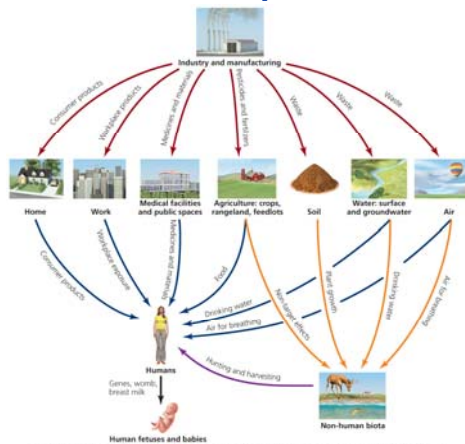 Industry and manufacturing
Consumer products
Workplace products
Medicines and materials
Pesticides and fertilizers
Waste
Waste
Waste
Home
Work
Medical facilities
and public spaces
Agriculture: crops,
rangeland, feedlots
Soil
Water: surface
and groundwater
Air
Consumer products
Workplace exposure
Medicines and materials
Food
Drinking water
Air for breathing
Non-target effects
Plant growth
Drinking water
Air for breathing
Humans
Hunting and harvesting
Non-human biota
Genes, womb,
breast milk
Human fetuses and babies